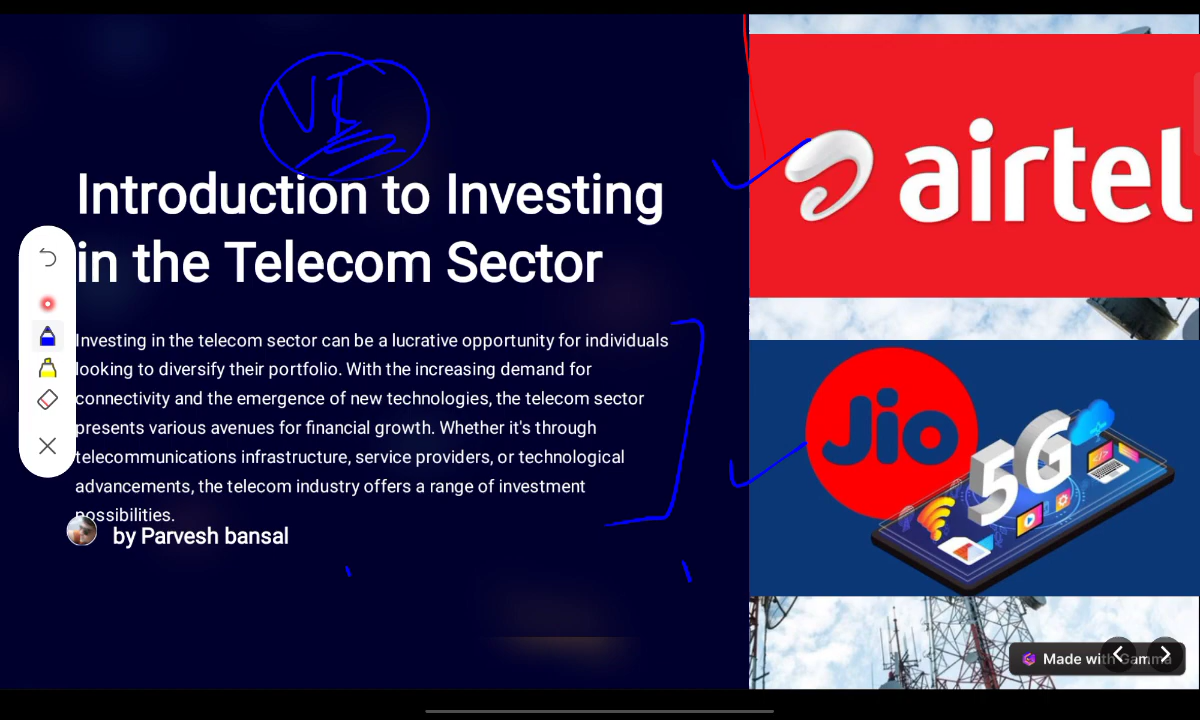 VI
Introduction to Investing
in the Telecom Sector
Investing in the telecom sector can be a lucrative opportunity for individuals
looking to diversify their portfolio. With the increasing demand for
connectivity and the emergence of new technologies, the telecom sector
presents various avenues for financial growth. Whether it's through
telecommunications infrastructure, service providers, or technological
advancements, the telecom industry offers a range of investment
possibilities.
by Parvesh bansal
airtel
Jio
5G
</>
Made with Gamma